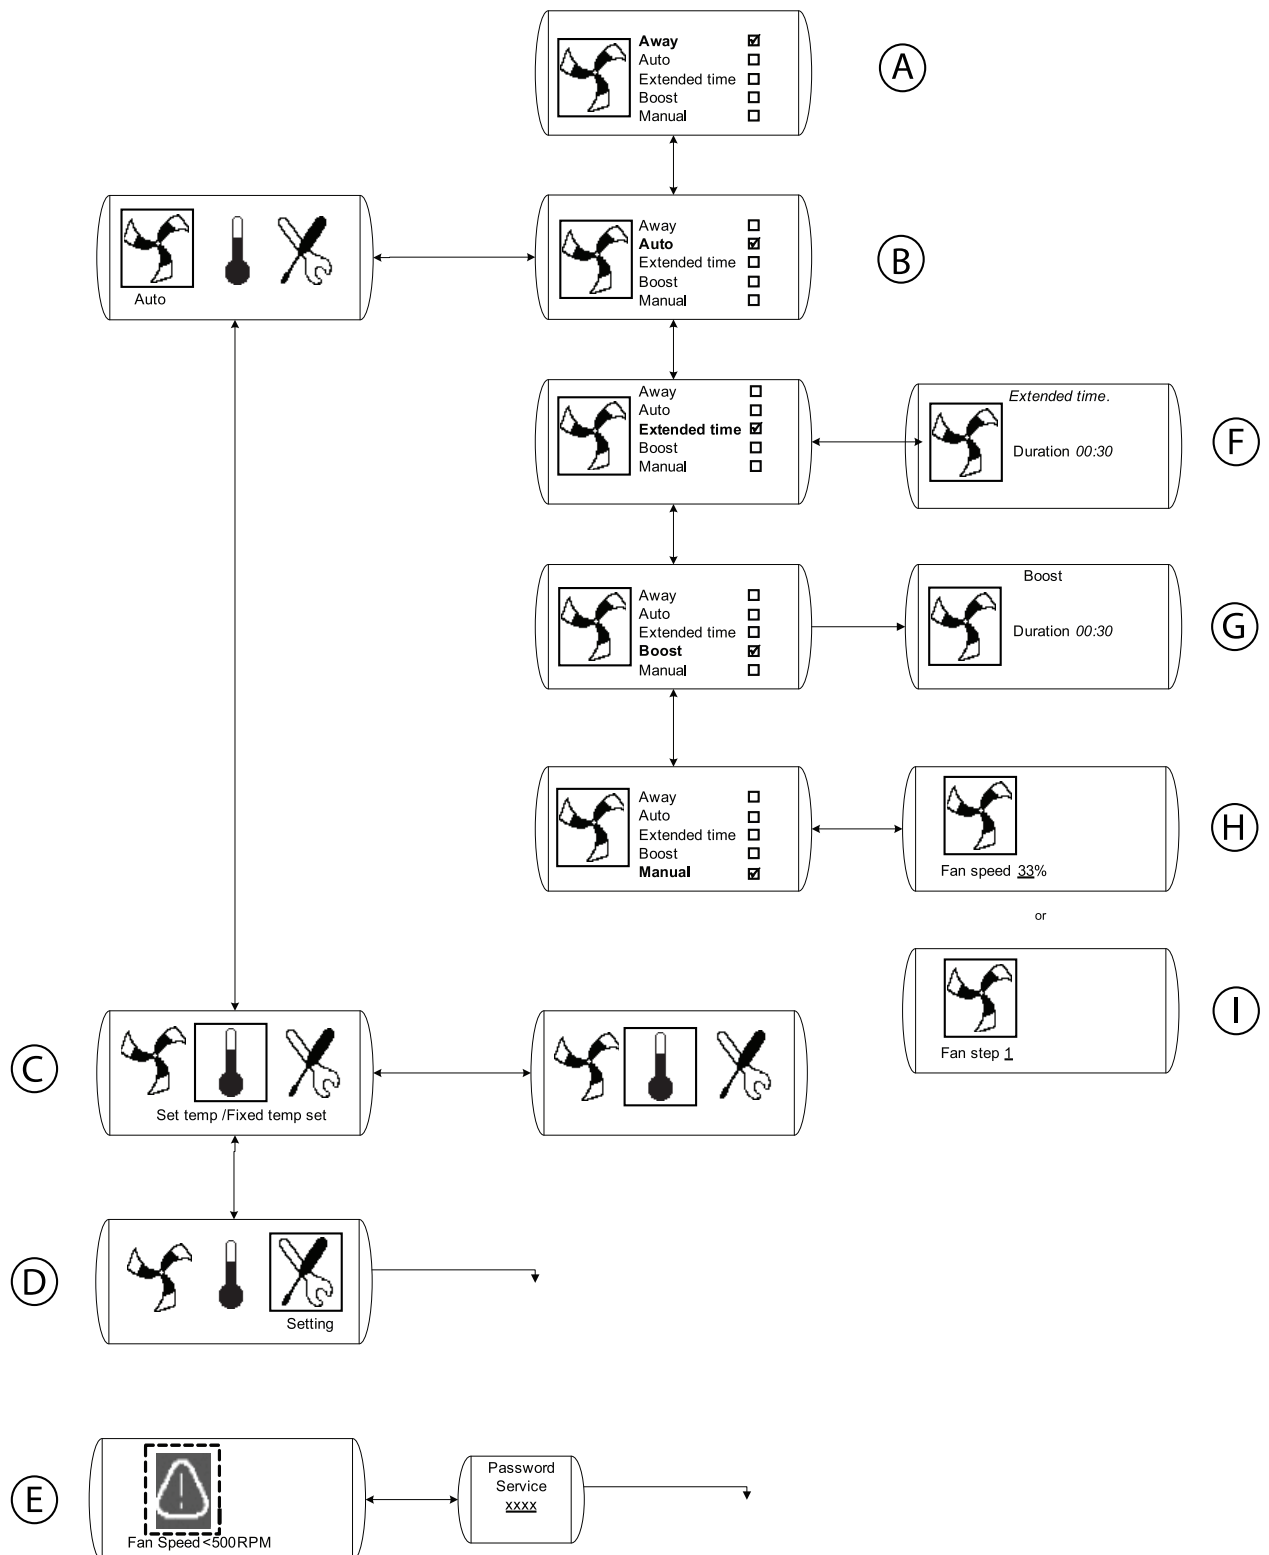 Away
Auto
Extended time
Boost
Manual
A
Auto
Away
Auto
Extended time
Boost
Manual
B
Away
Auto
Extended time
Boost
Manual
Extended time.
Duration 00:30
F
Away
Auto
Extended time
Boost
Manual
Boost
Duration 00:30
G
Away
Auto
Extended time
Boost
Manual
Fan speed 33%
H
or
Fan step 1
I
C
Set temp /Fixed temp set
D
Setting
E
Fan Speed <500RPM
Password
Service
xxxx